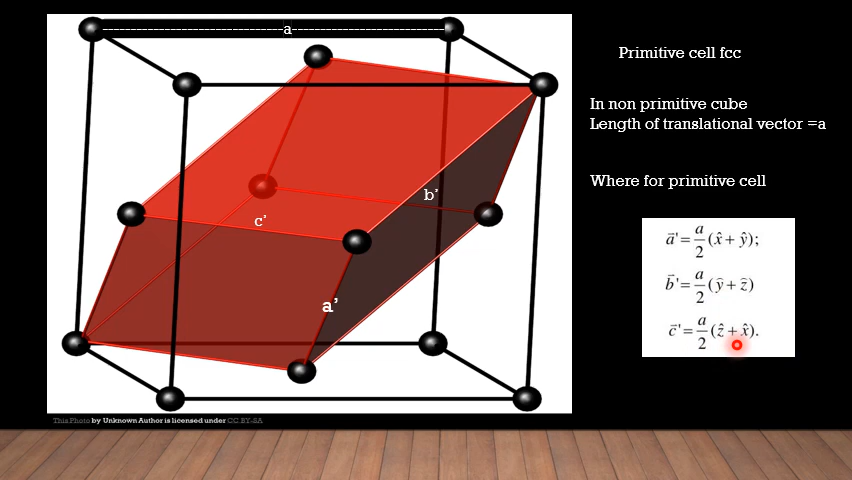 a
Primitive cell fcc
In non primitive cube
Length of translational vector =a
Where for primitive cell
b’
c’
a’
a⃗'= a/2 (x̂ + ŷ);
b⃗'= a/2 (ŷ + ẑ)
c⃗'= a/2 (ẑ + x̂).
This Photo by Unknown Author is licensed under CC BY-SA